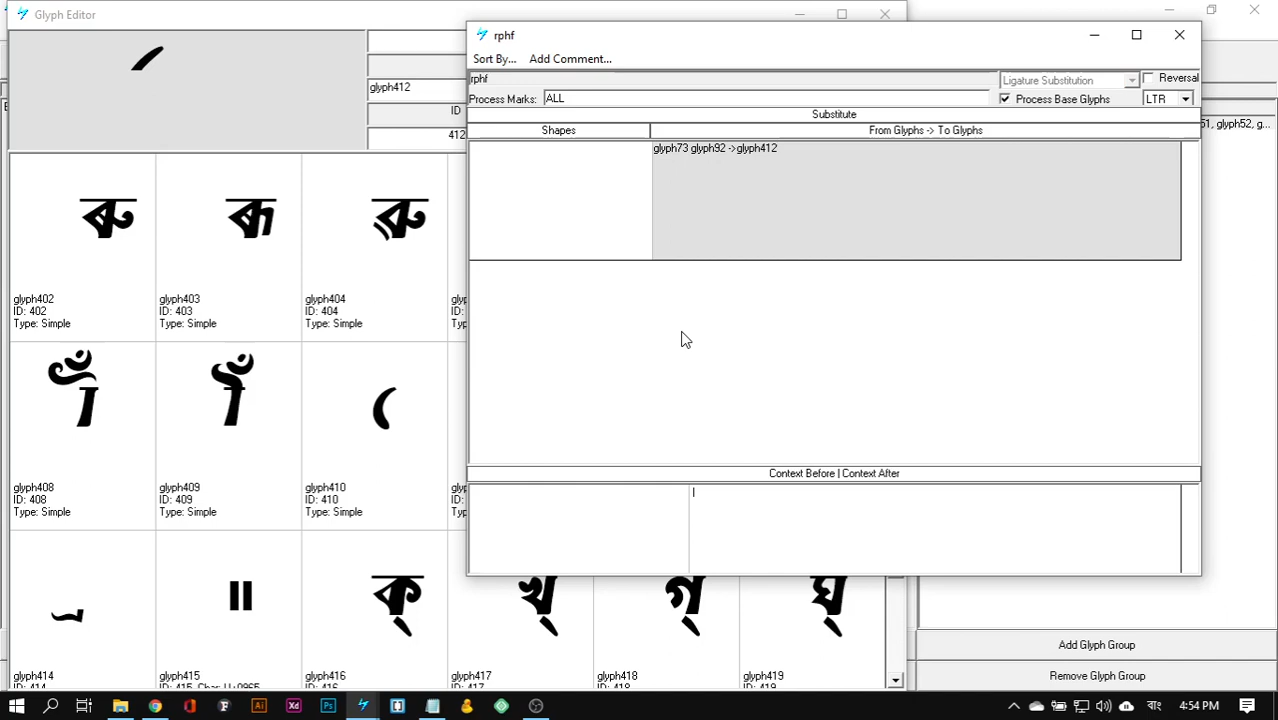 Glyph Editor
glyph412
ID
412
rphf
Sort By...
Add Comment...
rphf
Ligature Substitution
Reversal
Process Marks:
ALL
Process Base Glyphs
LTR
Substitute
Shapes
From Glyphs -> To Glyphs
glyph73 glyph92 ->glyph412
glyph52, g...
Context Before | Context After
|
glyph402
ID: 402
Type: Simple
glyph403
ID: 403
Type: Simple
glyph404
ID: 404
Type: Simple
glyph408
ID: 408
Type: Simple
glyph409
ID: 409
Type: Simple
glyph410
ID: 410
Type: Simple
॥
ক্
খ্
গ্
ঘ্
glyph414
glyph415
glyph416
glyph417
glyph418
glyph419
Add Glyph Group
Remove Glyph Group
বাং
4:54 PM